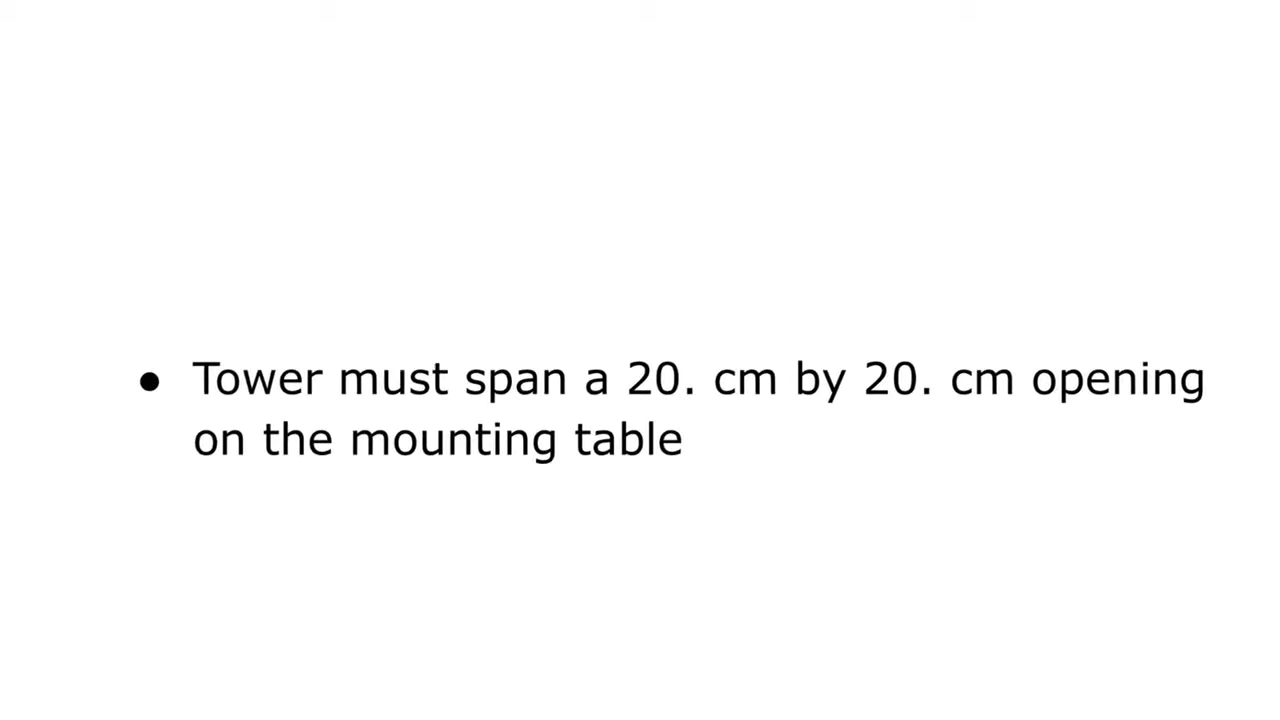 ● Tower must span a 20. cm by 20. cm opening
on the mounting table